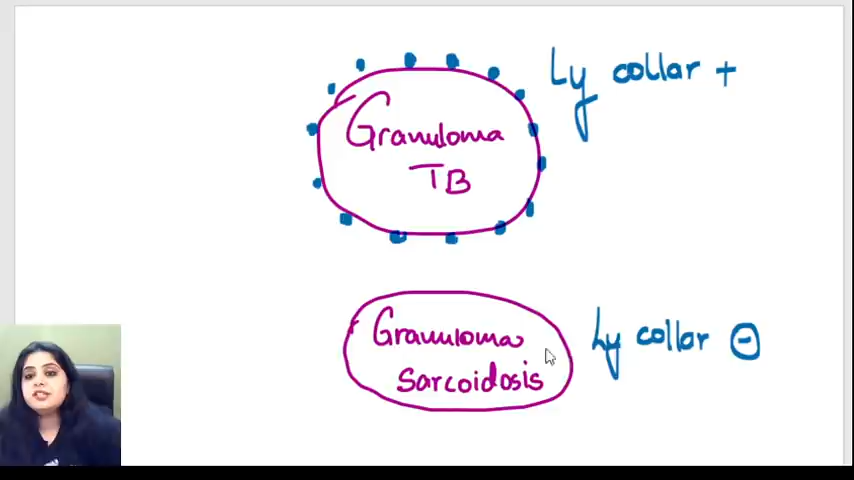 Granuloma
TB
Ly collar +
Granuloma
Sarcoidosis
Ly collar ⊖